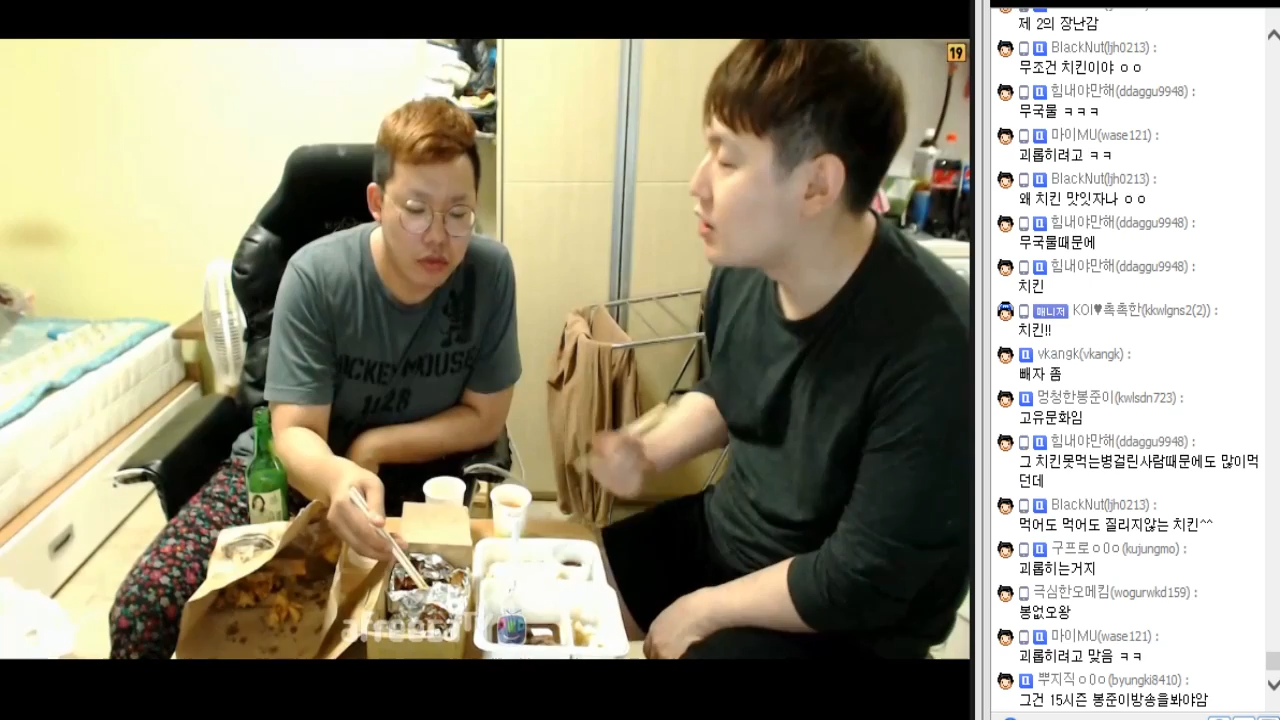 19
HOCKEY MOUSE
128
afreecaTV
제 2의 장난감
BlackNut(ljh0213) :
무조건 치킨이야 ㅇㅇ
힘내야만해(ddaggu9948) :
무국물 ㅋㅋㅋ
마이MU(wase121) :
괴롭히려고 ㅋㅋ
BlackNut(ljh0213) :
왜 치킨 맛잇자나 ㅇㅇ
힘내야만해(ddaggu9948) :
무국물때문에
힘내야만해(ddaggu9948) :
치킨
매니저 KOI♥촉촉한(kkwlgns2(2)) :
치킨!!
vkangk(vkangk) :
빼자 좀
멍청한봉준이(kwlsdn723) :
고유문화임
힘내야만해(ddaggu9948) :
그 치킨못먹는병걸린사람때문에도 많이먹
던데
BlackNut(ljh0213) :
먹어도 먹어도 질리지않는 치킨^^
구프로ㅇ0ㅇ(kujungmo) :
괴롭히는거지
극심한오메킴(wogurwkd159) :
봉없오왕
마이MU(wase121) :
괴롭히려고 맞음 ㅋㅋ
뿌지직ㅇ0ㅇ(byungki8410) :
그건 15시즌 봉준이방송을봐야암